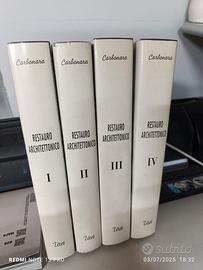 Carbonara
RESTAURO
ARCHITETTONICO
I
Utet
Carbonara
RESTAURO
ARCHITETTONICO
II
Utet
Carbonara
RESTAURO
ARCHITETTONICO
III
Utet
Carbonara
RESTAURO
ARCHITETTONICO
IV
Utet
subito
REDMI NOTE 13 PRO
03/07/2025 18:32